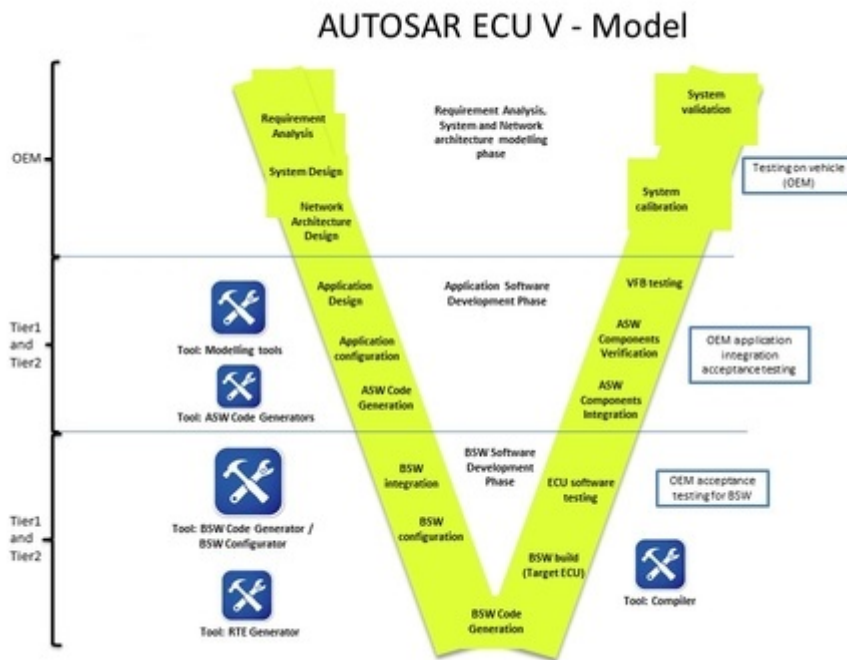 AUTOSAR ECU V - Model
OEM
Requirement
Analysis
System Design
Network
Architecture
Design
Requirement Analysis,
System and Network
architecture modelling
phase
System
validation
System
calibration
Testing on vehicle
(OEM)
Tier1
and
Tier2
Tool: Modelling tools
Tool: ASW Code Generators
Application
Design
Application
configuration
ASW Code
Generation
Application Software
Development Phase
VFB testing
ASW
Components
Verification
ASW
Components
Integration
OEM application
integration
acceptance testing
Tier1
and
Tier2
Tool: BSW Code Generator /
BSW Configurator
Tool: RTE Generator
BSW
integration
BSW
configuration
BSW Code
Generation
BSW Software
Development
Phase
ECU software
testing
BSW build
(Target ECU)
OEM acceptance
testing for BSW
Tool: Compiler